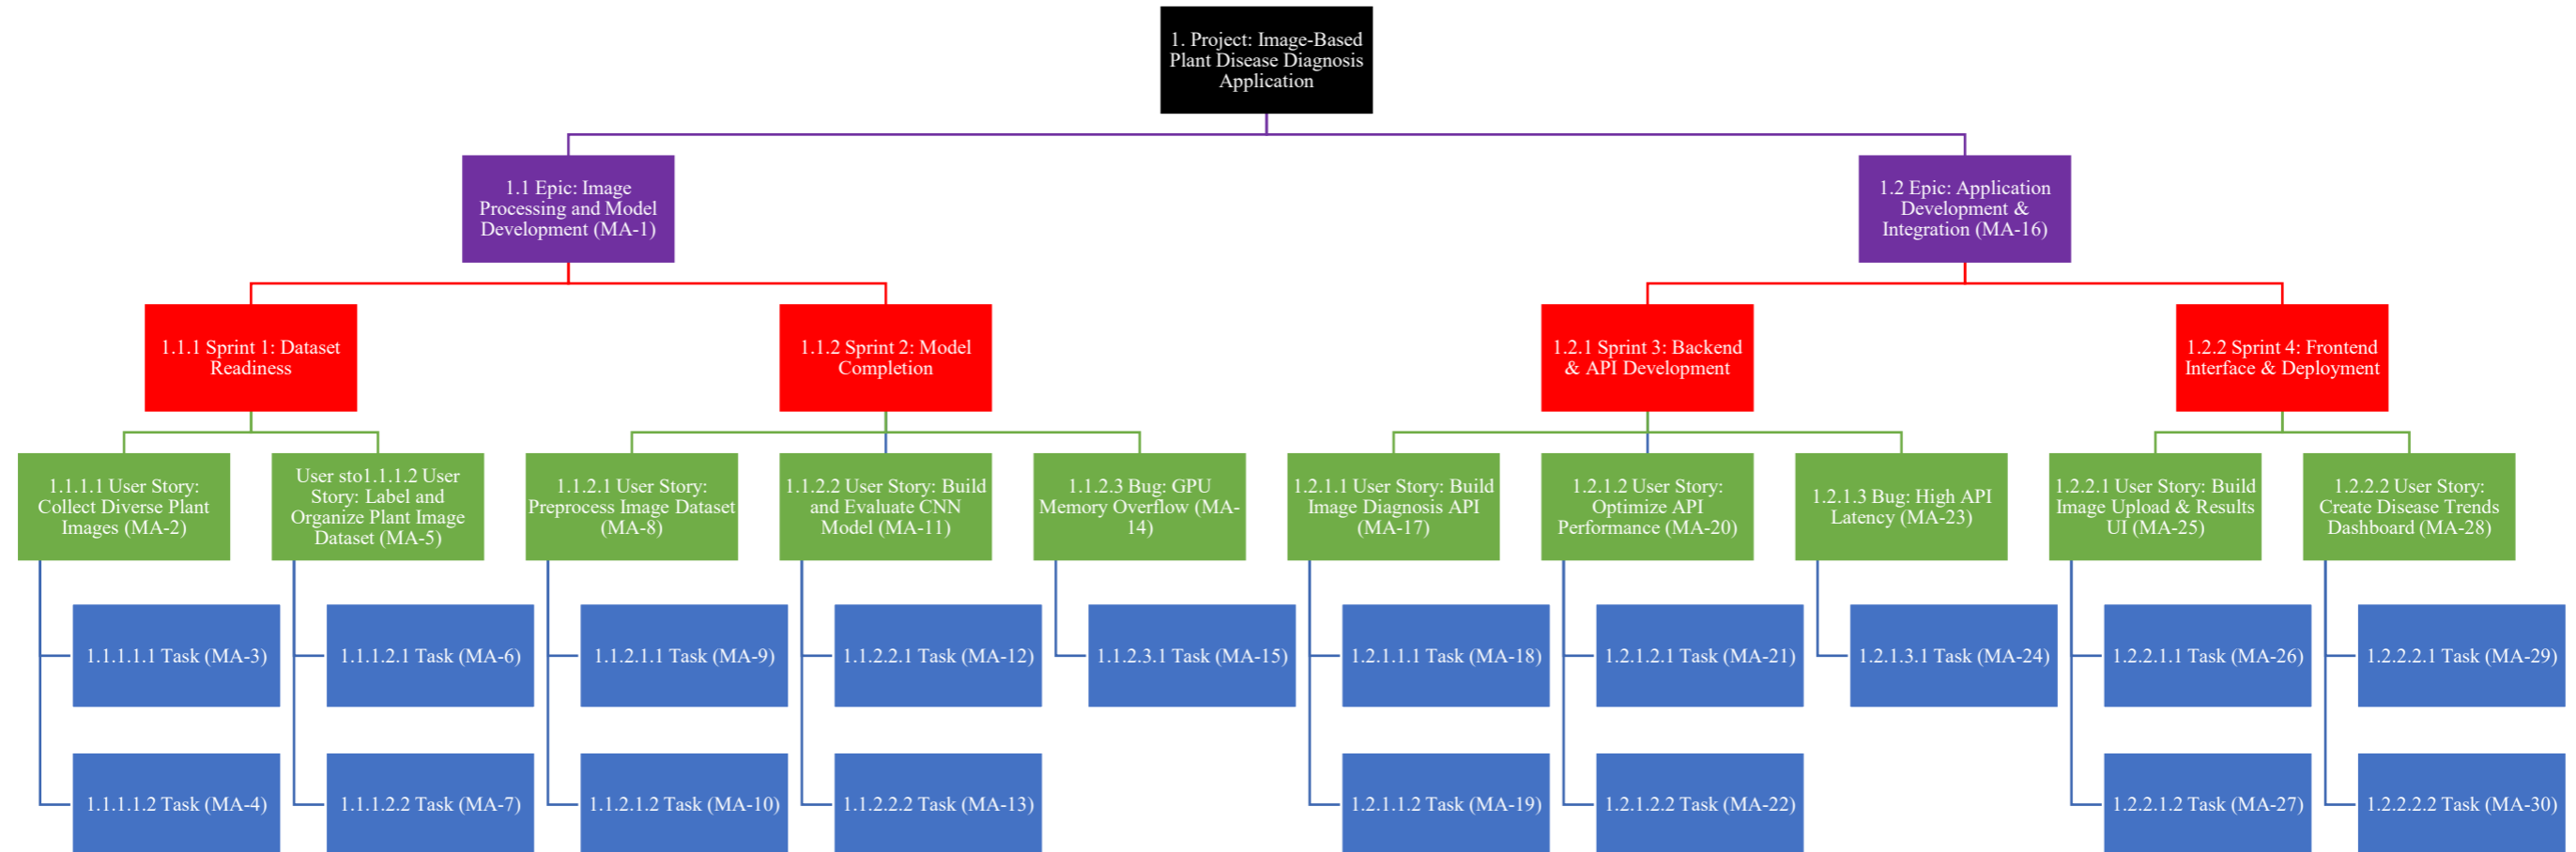 1. Project: Image-Based
Plant Disease Diagnosis
Application
1.1 Epic: Image
Processing and Model
Development (MA-1)
1.2 Epic: Application
Development &
Integration (MA-16)
1.1.1 Sprint 1: Dataset
Readiness
1.1.2 Sprint 2: Model
Completion
1.2.1 Sprint 3: Backend
& API Development
1.2.2 Sprint 4: Frontend
Interface & Deployment
1.1.1.1 User Story:
Collect Diverse Plant
Images (MA-2)
User sto1.1.1.2 User
Story: Label and
Organize Plant Image
Dataset (MA-5)
1.1.2.1 User Story:
Preprocess Image Dataset
(MA-8)
1.1.2.2 User Story: Build
and Evaluate CNN
Model (MA-11)
1.1.2.3 Bug: GPU
Memory Overflow (MA-
14)
1.2.1.1 User Story: Build
Image Diagnosis API
(MA-17)
1.2.1.2 User Story:
Optimize API
Performance (MA-20)
1.2.1.3 Bug: High API
Latency (MA-23)
1.2.2.1 User Story: Build
Image Upload & Results
UI (MA-25)
1.2.2.2 User Story:
Create Disease Trends
Dashboard (MA-28)
1.1.1.1.1 Task (MA-3)
1.1.1.2.1 Task (MA-6)
1.1.2.1.1 Task (MA-9)
1.1.2.2.1 Task (MA-12)
1.1.2.3.1 Task (MA-15)
1.2.1.1.1 Task (MA-18)
1.2.1.2.1 Task (MA-21)
1.2.1.3.1 Task (MA-24)
1.2.2.1.1 Task (MA-26)
1.2.2.2.1 Task (MA-29)
1.1.1.1.2 Task (MA-4)
1.1.1.2.2 Task (MA-7)
1.1.2.1.2 Task (MA-10)
1.1.2.2.2 Task (MA-13)
1.2.1.1.2 Task (MA-19)
1.2.1.2.2 Task (MA-22)
1.2.2.1.2 Task (MA-27)
1.2.2.2.2 Task (MA-30)